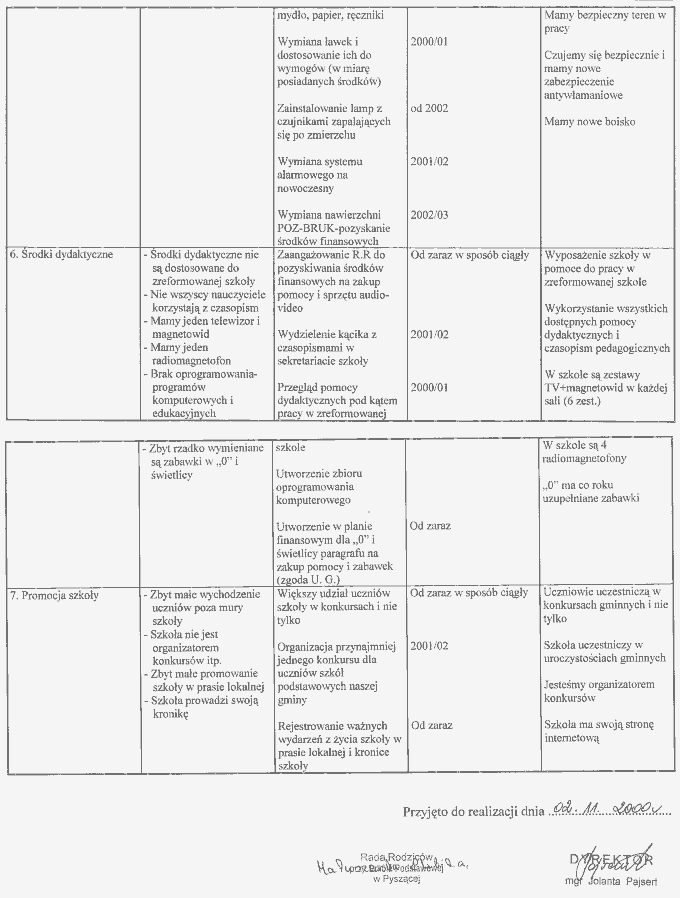 mydło, papier, ręczniki
Wymiana ławek i
dostosowanie ich do
wymogów (w miarę
posiadanych środków)
Zainstalowanie lamp z
czujnikami zapalających
się po zmierzchu
Wymiana systemu
alarmowego na
nowoczesny
Wymiana nawierzchni
POZ-BRUK-pozyskanie
środków finansowych
2000/01
od 2002
2001/02
2002/03
Mamy bezpieczny teren w
pracy
Czujemy się bezpiecznie i
mamy nowe
zabezpieczenie
antywłamaniowe
Mamy nowe boisko
6. Środki dydaktyczne
- Środki dydaktyczne nie
są dostosowane do
zreformowanej szkoły
- Nie wszyscy nauczyciele
korzystają z czasopism
- Mamy jeden telewizor i
magnetowid
- Mamy jeden
radiomagnetofon
- Brak oprogramowania-
programów
komputerowych i
edukacyjnych
Zaangażowanie R.R do
pozyskiwania środków
finansowych na zakup
pomocy i sprzętu audio-
video
Wydzielenie kącika z
czasopismami w
sekretariacie szkoły
Przegląd pomocy
dydaktycznych pod kątem
pracy w zreformowanej
Od zaraz w sposób ciągły
2001/02
2000/01
Wyposażenie szkoły w
pomoce do pracy w
zreformowanej szkole
Wykorzystanie wszystkich
dostępnych pomocy
dydaktycznych i
czasopism pedagogicznych
W szkole są zestawy
TV+magnetowid w każdej
sali (6 zest.)
- Zbyt rzadko wymieniane
są zabawki w „0” i
świetlicy
szkole
Utworzenie zbioru
oprogramowania
komputerowego
Utworzenie w planie
finansowym dla „0” i
świetlicy paragrafu na
zakup pomocy i zabawek
(zgoda U. G.)
Od zaraz
W szkole są 4
radiomagnetofony
„0” ma co roku
uzupełniane zabawki
7. Promocja szkoły
- Zbyt małe wychodzenie
uczniów poza mury
szkoły
- Szkoła nie jest
organizatorem
konkursów itp.
- Zbyt małe promowanie
szkoły w prasie lokalnej
- Szkoła prowadzi swoją
kronikę
Większy udział uczniów
szkoły w konkursach i nie
tylko
Organizacja przynajmniej
jednego konkursu dla
uczniów szkół
podstawowych naszej
gminy
Rejestrowanie ważnych
wydarzeń z życia szkoły w
prasie lokalnej i kronice
szkoły
Od zaraz w sposób ciągły
2001/02
Od zaraz
Uczniowie uczestniczą w
konkursach gminnych i nie
tylko
Szkoła uczestniczy w
uroczystościach gminnych
Jesteśmy organizatorem
konkursów
Szkoła ma swoją stronę
internetową
Przyjęto do realizacji dnia 02. 11. 2000r.
Rada Rodziców
przy Szkole Podstawowej
w Pyszącej
DYREKTOR
mgr Jolanta Pajsert